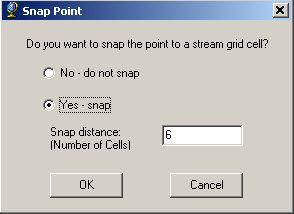 Snap Point
Do you want to snap the point to a stream grid cell?
No - do not snap
Yes - snap
Snap distance:
(Number of Cells)
6
OK
Cancel